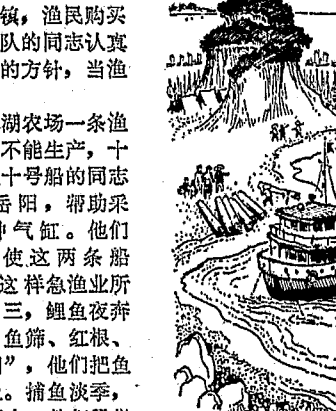 镇，渔民购买
队的同志认真
的方针，当渔
湖农场一条渔
不能生产，十
十号船的同志
岳阳，帮助采
冲气缸。他们
使这两条船
这样急渔业所
三，鲤鱼夜奔
鱼筛、红根、
”，他们把鱼
。捕鱼淡季，